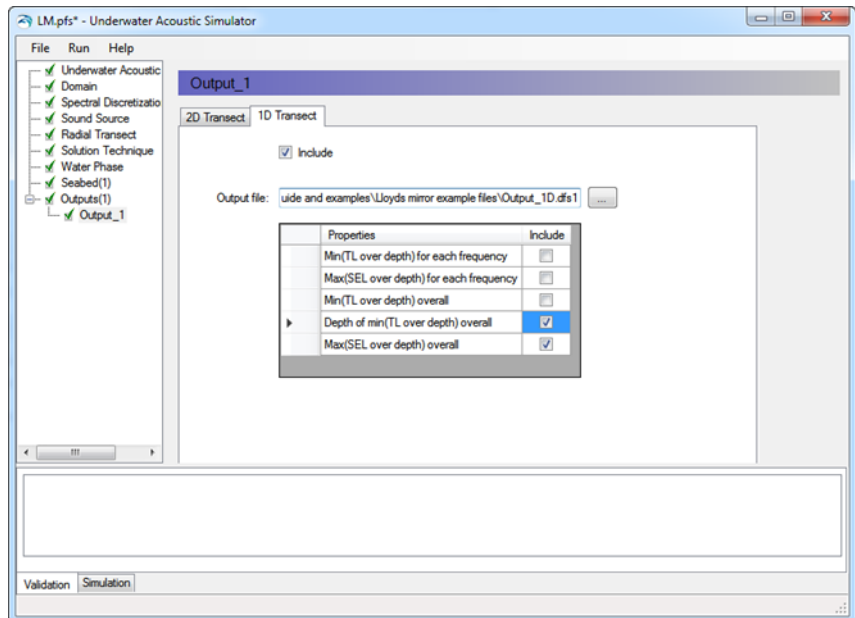 LM.pfs* - Underwater Acoustic Simulator
File Run Help
Underwater Acoustic
Domain
Spectral Discretizatio
Sound Source
Radial Transect
Solution Technique
Water Phase
Seabed(1)
Outputs(1)
Output_1
Output_1
2D Transect 1D Transect
Include
Output file: uide and examples\Lloyds mirror example files\Output_1D.dfs1 ...
Properties Include
Min(TL over depth) for each frequency
Max(SEL over depth) for each frequency
Min(TL over depth) overall
Depth of min(TL over depth) overall
Max(SEL over depth) overall
Validation Simulation